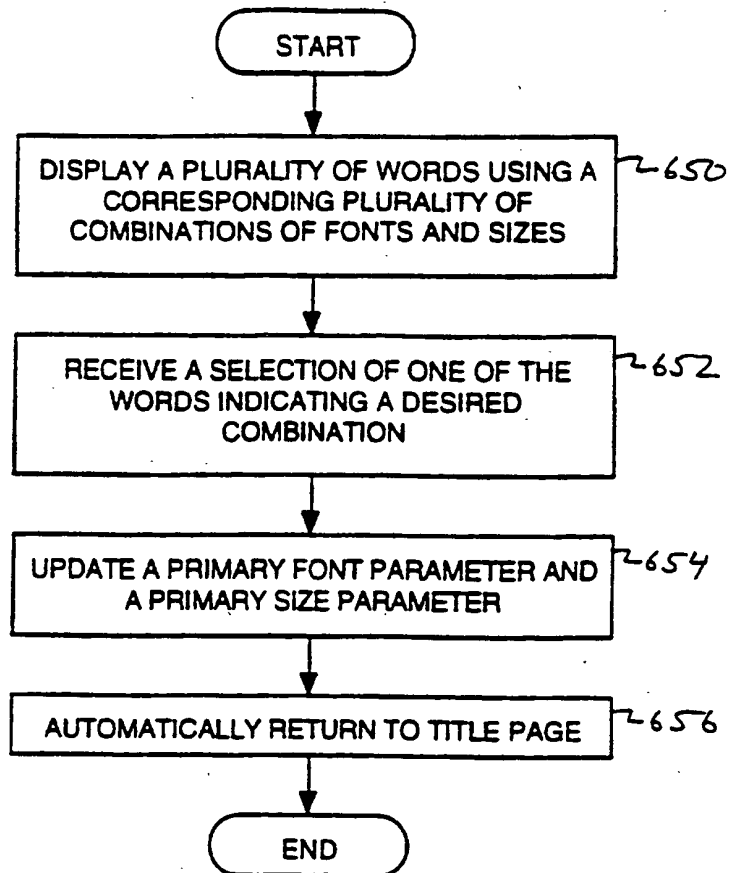 START
DISPLAY A PLURALITY OF WORDS USING A
CORRESPONDING PLURALITY OF
COMBINATIONS OF FONTS AND SIZES
650
RECEIVE A SELECTION OF ONE OF THE
WORDS INDICATING A DESIRED
COMBINATION
652
UPDATE A PRIMARY FONT PARAMETER AND
A PRIMARY SIZE PARAMETER
654
AUTOMATICALLY RETURN TO TITLE PAGE
656
END